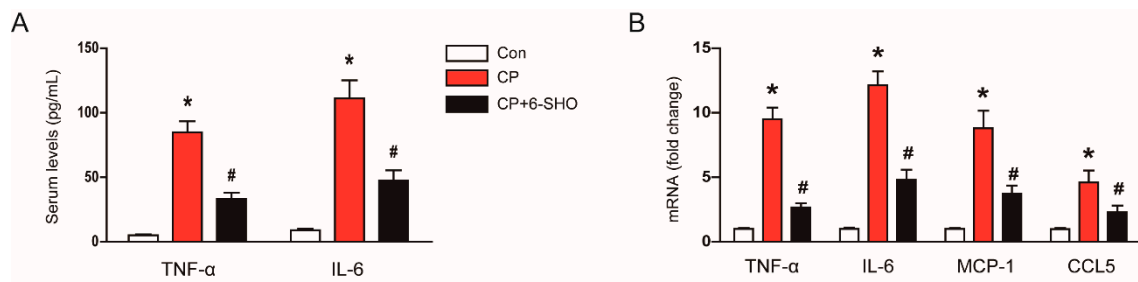 A
Serum levels (pg/mL)
150
100
50
0
*
#
*
#
TNF-α
IL-6
Con
CP
CP+6-SHO
B
mRNA (fold change)
15
10
5
0
*
#
*
#
*
#
*
#
TNF-α
IL-6
MCP-1
CCL5